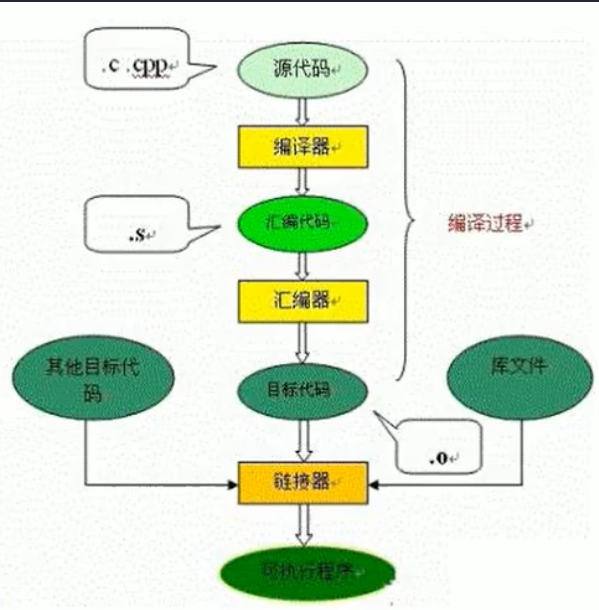 .c .cpp
源代码
编译器
.s
汇编代码
编译过程
汇编器
其他目标代
码
目标代码
库文件
.o
链接器
可执行程序